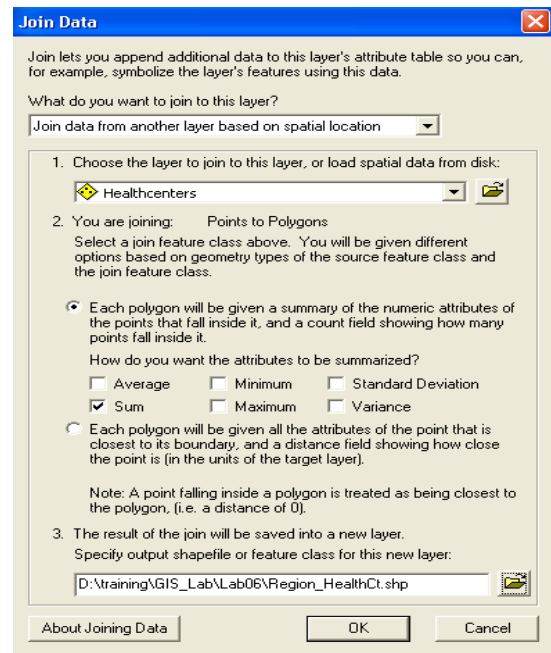 Join Data
Join lets you append additional data to this layer's attribute table so you can,
for example, symbolize the layer's features using this data.
What do you want to join to this layer?
Join data from another layer based on spatial location
1. Choose the layer to join to this layer, or load spatial data from disk:
Healthcenters
2. You are joining: Points to Polygons
Select a join feature class above. You will be given different
options based on geometry types of the source feature class and
the join feature class.
Each polygon will be given a summary of the numeric attributes of
the points that fall inside it, and a count field showing how many
points fall inside it.
How do you want the attributes to be summarized?
Average Minimum Standard Deviation
Sum Maximum Variance
Each polygon will be given all the attributes of the point that is
closest to its boundary, and a distance field showing how close
the point is (in the units of the target layer).
Note: A point falling inside a polygon is treated as being closest to
the polygon, (i.e. a distance of 0).
3. The result of the join will be saved into a new layer.
Specify output shapefile or feature class for this new layer:
D:\training\GIS_Lab\Lab06\Region_HealthCt.shp
About Joining Data OK Cancel